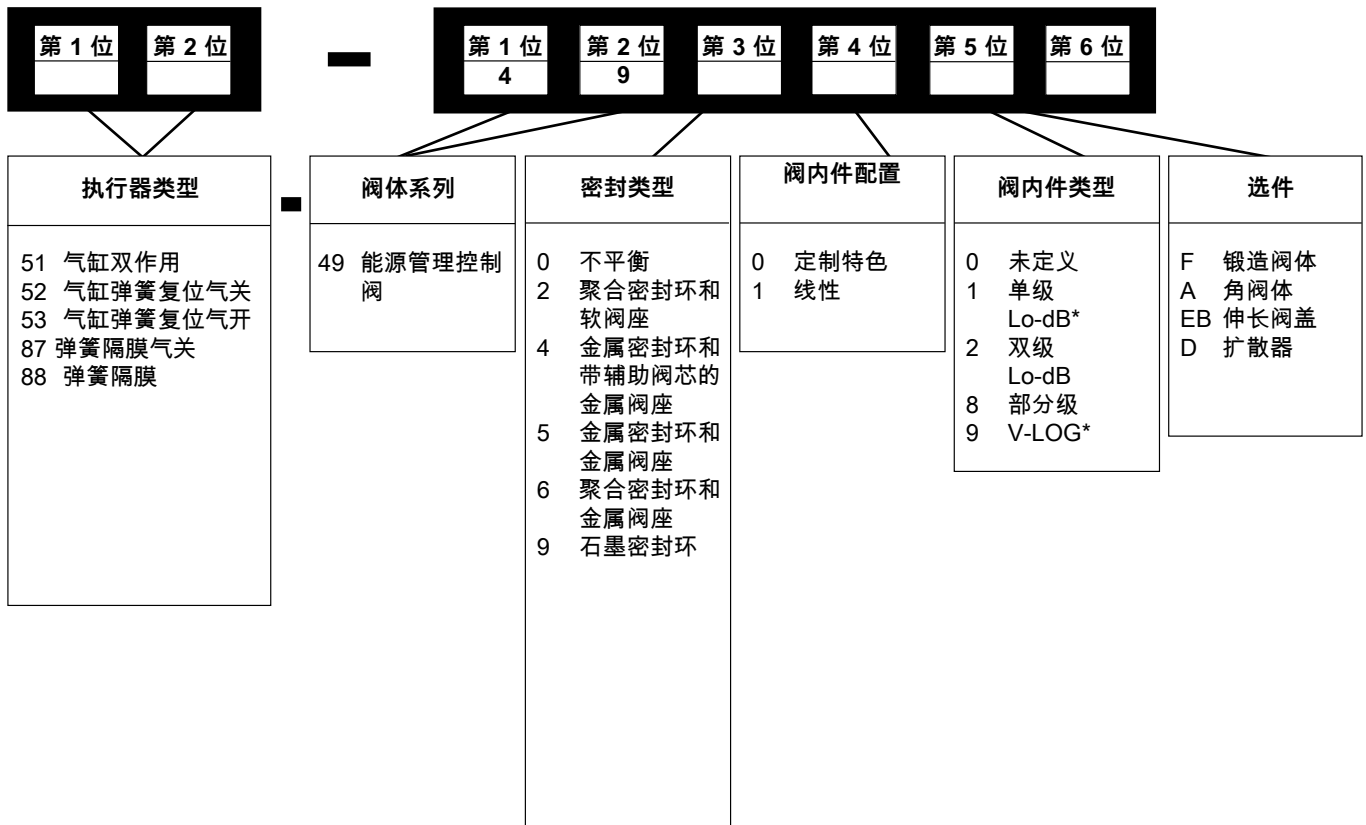 第 1 位
第 2 位
第 1 位
第 2 位
第 3 位
第 4 位
第 5 位
第 6 位
4
9
执行器类型
51 气缸双作用
52 气缸弹簧复位气关
53 气缸弹簧复位气开
87 弹簧隔膜气关
88 弹簧隔膜
阀体系列
49 能源管理控制
阀
密封类型
0 不平衡
2 聚合密封环和
软阀座
4 金属密封环和
带辅助阀芯的
金属阀座
5 金属密封环和
金属阀座
6 聚合密封环和
金属阀座
9 石墨密封环
阀内件配置
0 定制特色
1 线性
阀内件类型
0 未定义
1 单级
Lo-dB*
2 双级
Lo-dB
8 部分级
9 V-LOG*
选件
F 锻造阀体
A 角阀体
EB 伸长阀盖
D 扩散器